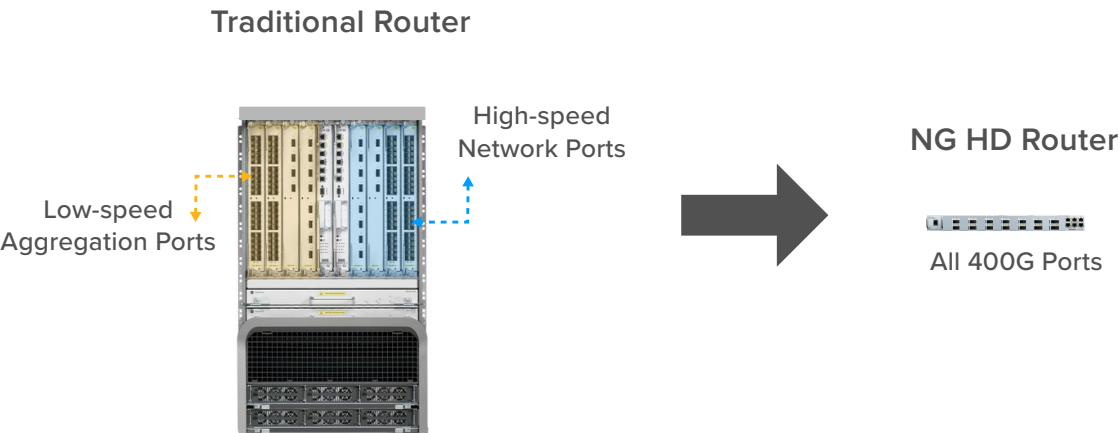 Traditional Router
High-speed
Network Ports
NG HD Router
Low-speed
Aggregation Ports
All 400G Ports